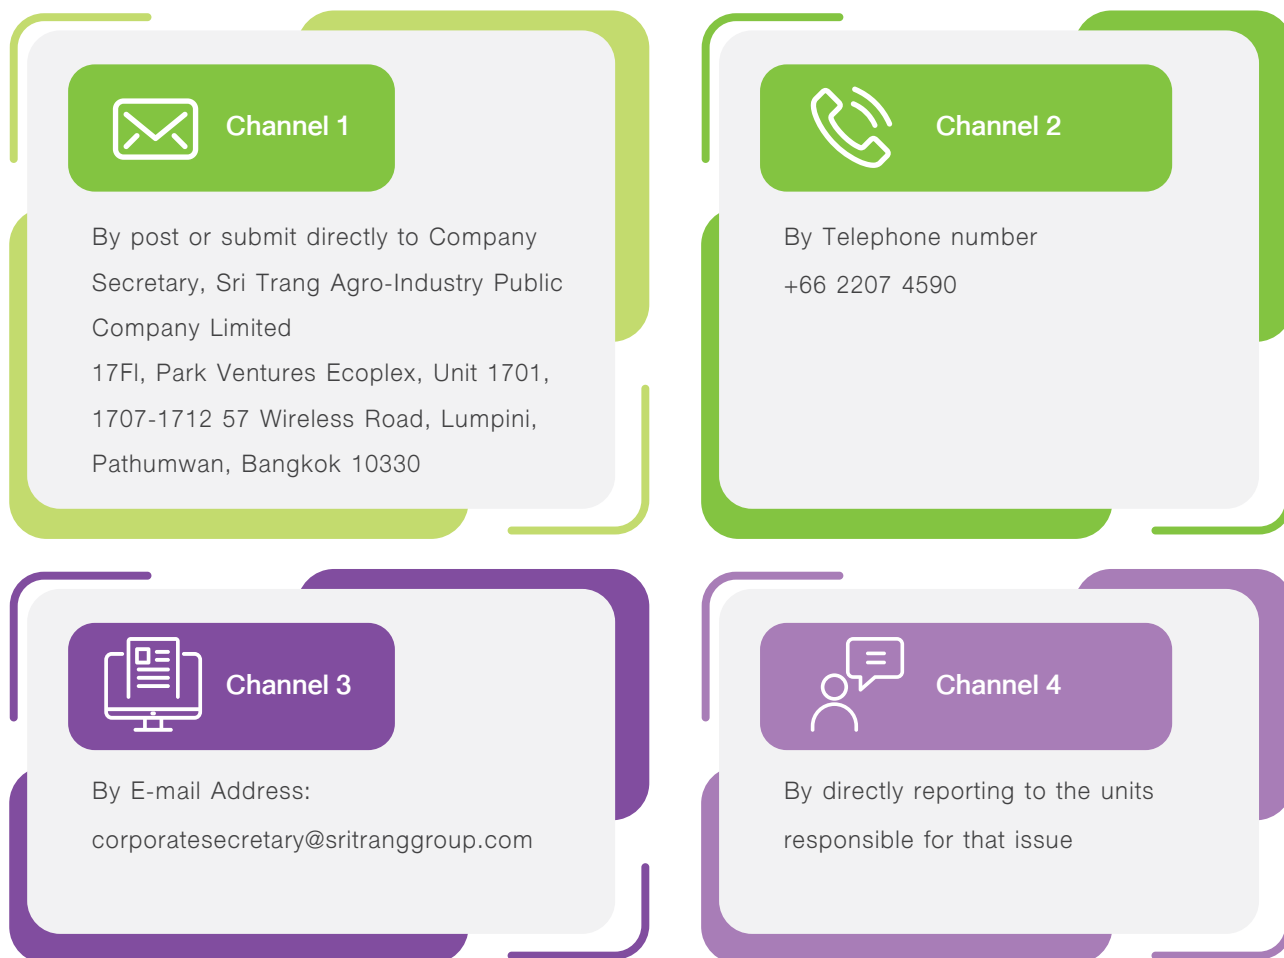 Channel 1
By post or submit directly to Company
Secretary, Sri Trang Agro-Industry Public
Company Limited
17Fl, Park Ventures Ecoplex, Unit 1701,
1707-1712 57 Wireless Road, Lumpini,
Pathumwan, Bangkok 10330
Channel 2
By Telephone number
+66 2207 4590
Channel 3
By E-mail Address:
corporatesecretary@sritranggroup.com
Channel 4
By directly reporting to the units
responsible for that issue